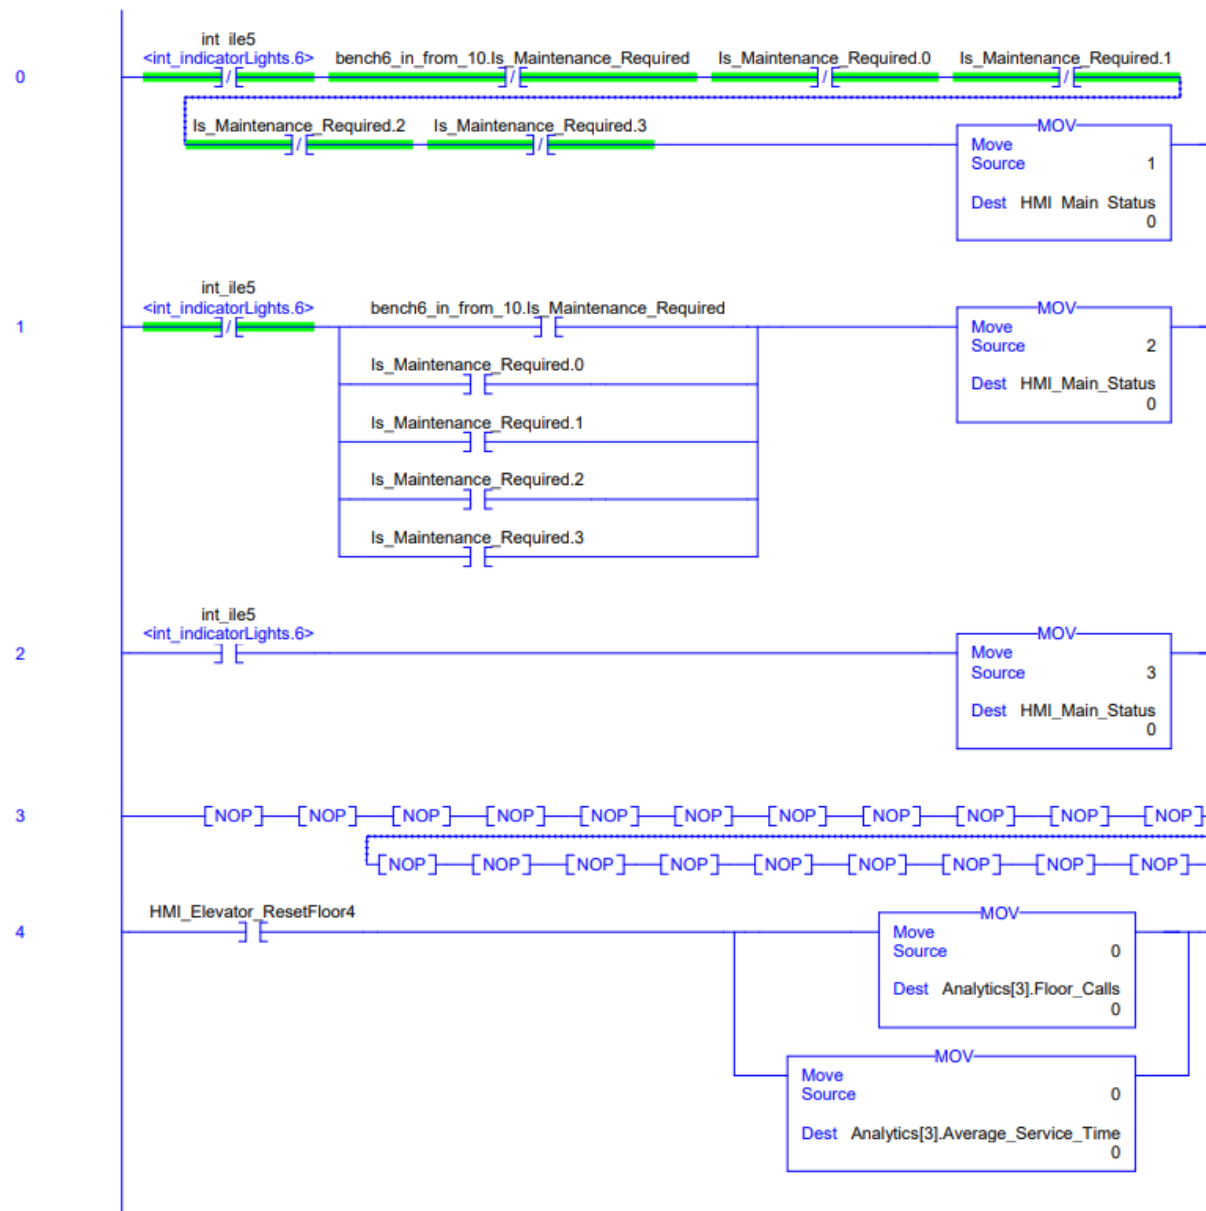 0
int_ile5
<int_indicatorLights.6> bench6_in_from_10.Is_Maintenance_Required Is_Maintenance_Required.0 Is_Maintenance_Required.1
Is_Maintenance_Required.2 Is_Maintenance_Required.3
MOV
Move
Source 1
Dest HMI_Main_Status
0
1
int_ile5
<int_indicatorLights.6> bench6_in_from_10.Is_Maintenance_Required
Is_Maintenance_Required.0
Is_Maintenance_Required.1
Is_Maintenance_Required.2
Is_Maintenance_Required.3
MOV
Move
Source 2
Dest HMI_Main_Status
0
2
int_ile5
<int_indicatorLights.6>
MOV
Move
Source 3
Dest HMI_Main_Status
0
3
NOP NOP NOP NOP NOP NOP NOP NOP NOP NOP NOP
NOP NOP NOP NOP NOP NOP NOP NOP NOP
4
HMI_Elevator_ResetFloor4
MOV
Move
Source 0
Dest Analytics[3].Floor_Calls
0
MOV
Move
Source 0
Dest Analytics[3].Average_Service_Time
0